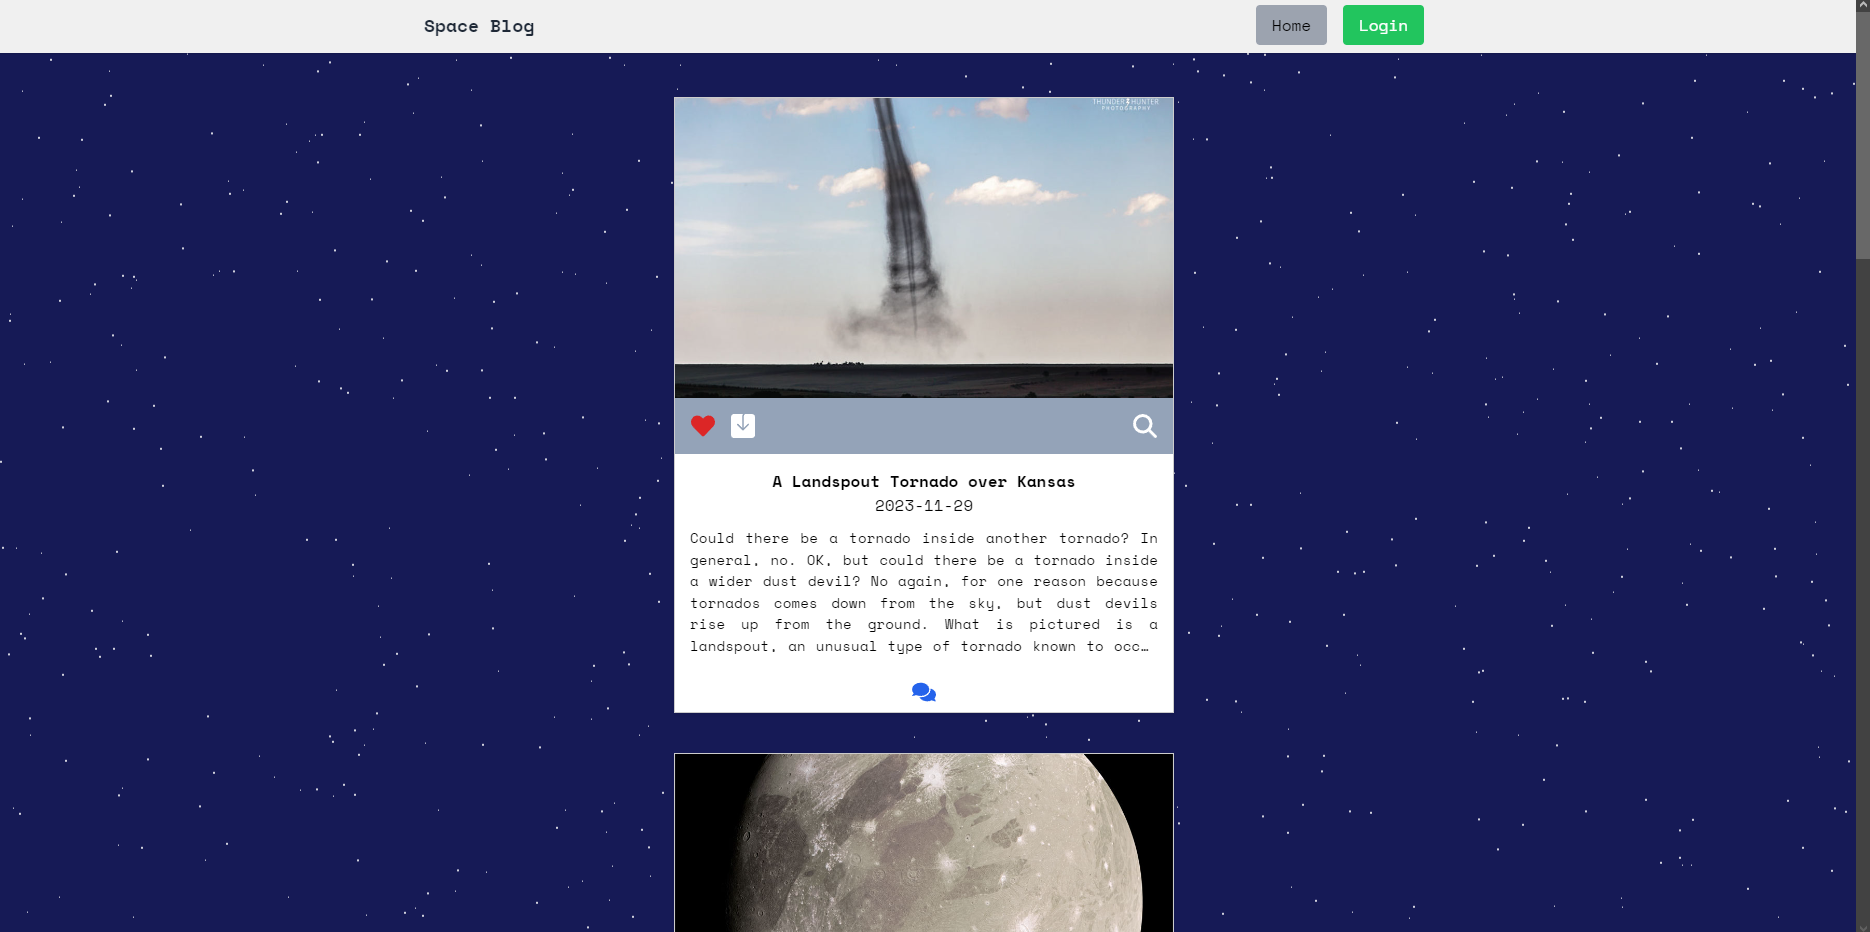 Space Blog
Home
Login
THUNDER HUNTER
PHOTOGRAPHY
A Landspout Tornado over Kansas
2023-11-29
Could there be a tornado inside another tornado? In
general, no. OK, but could there be a tornado inside
a wider dust devil? No again, for one reason because
tornados comes down from the sky, but dust devils
rise up from the ground. What is pictured is a
landspout, an unusual type of tornado known to occ…